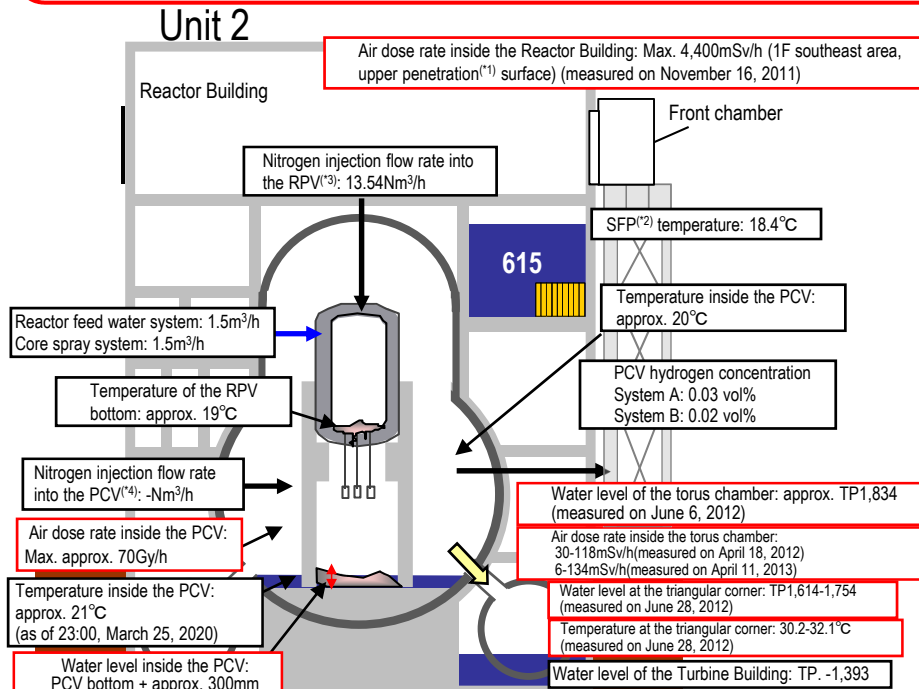 Unit 2
Air dose rate inside the Reactor Building: Max. 4,400mSv/h (1F southeast area,
upper penetration(*1) surface) (measured on November 16, 2011)
Reactor Building
Front chamber
Nitrogen injection flow rate into
the RPV(*3): 13.54Nm3/h
SFP(*2) temperature: 18.4℃
615
Temperature inside the PCV:
approx. 20℃
Reactor feed water system: 1.5m3/h
Core spray system: 1.5m3/h
PCV hydrogen concentration
System A: 0.03 vol%
System B: 0.02 vol%
Temperature of the RPV
bottom: approx. 19℃
Nitrogen injection flow rate
into the PCV(*4): -Nm3/h
Water level of the torus chamber: approx. TP1,834
(measured on June 6, 2012)
Air dose rate inside the PCV:
Max. approx. 70Gy/h
Air dose rate inside the torus chamber:
30-118mSv/h(measured on April 18, 2012)
6-134mSv/h(measured on April 11, 2013)
Temperature inside the PCV:
approx. 21℃
(as of 23:00, March 25, 2020)
Water level at the triangular corner: TP1,614-1,754
(measured on June 28, 2012)
Temperature at the triangular corner: 30.2-32.1℃
(measured on June 28, 2012)
Water level inside the PCV:
PCV bottom + approx. 300mm
Water level of the Turbine Building: TP. -1,393